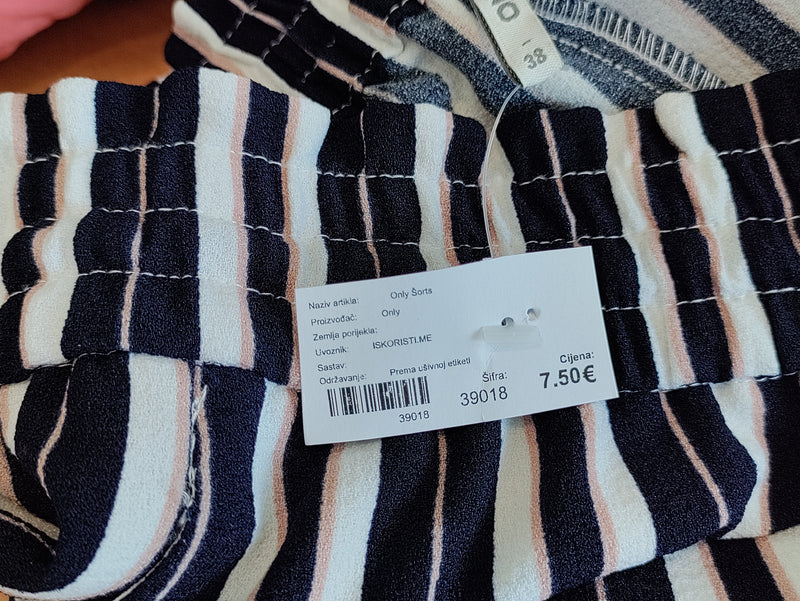 NO
I
38
Naziv artikla: Only Šorts
Proizvođač: Only
Zemlja porijekla:
Uvoznik: ISKORISTI.ME
Sastav:
Održavanje: Prema ušivnoj etiketi
39018
Šifra:
39018
Cijena:
7.50€